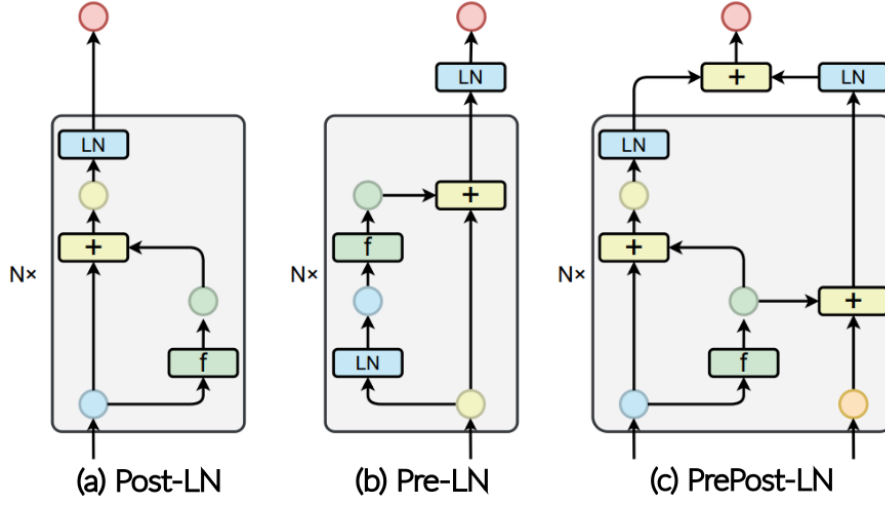 LN
+
f
N×
(a) Post-LN
LN
+
f
LN
N×
(b) Pre-LN
+
LN
LN
+
+
f
N×
(c) PrePost-LN